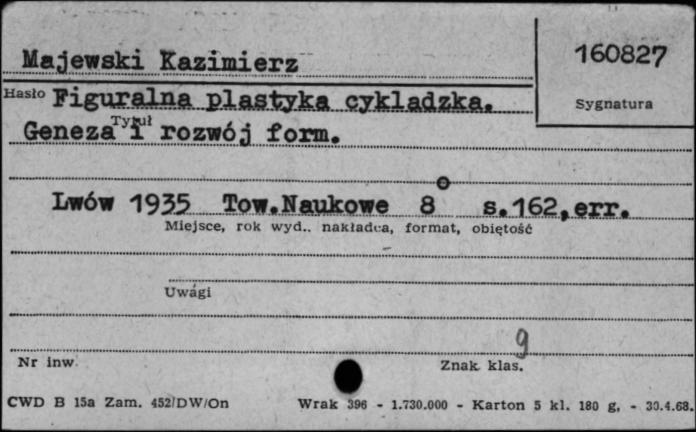 Majewski Kazimierz
160827
Hasło Figuralna plastyka cykladzka.
Sygnatura
Tytuł
Geneza i rozwój form.
Lwów 1935 Tow.Naukowe 8° s.162,err.
Miejsce, rok wyd., nakładca, format, objętość
Uwagi
g
Nr inw.
Znak klas.
CWD B 15a Zam. 452/DW/On Wrak 396 - 1.730.000 - Karton 5 kl. 180 g, - 30.4.68.